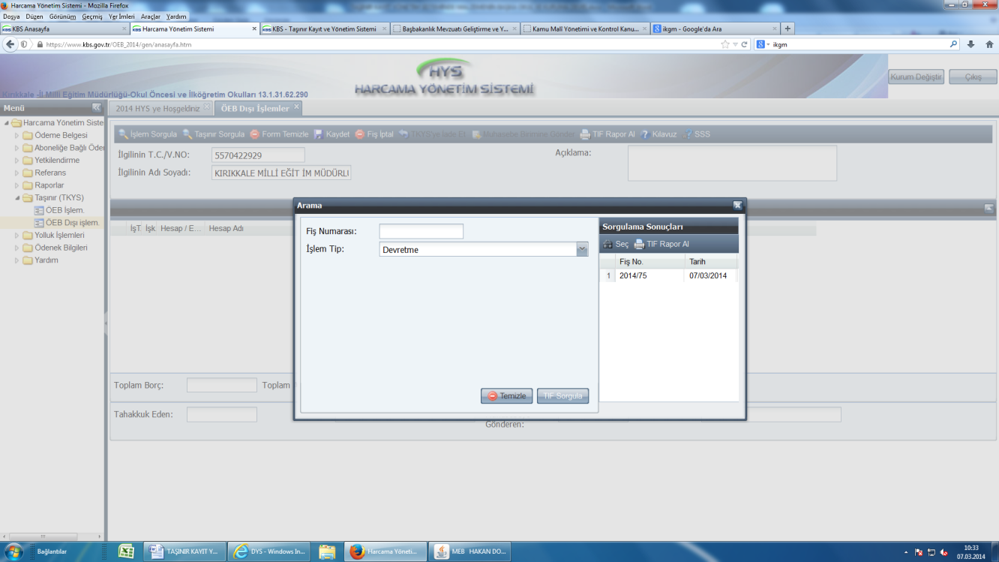 Harcama Yönetim Sistemi - Mozilla Firefox
Dosya Düzen Görünüm Geçmiş Yer İmleri Araçlar Yardım
KBS Anasayfa
Harcama Yönetim Sistemi
KBS - Taşınır Kayıt ve Yönetim Sistemi
Başbakanlık Mevzuatı Geliştirme ve Y...
Kamu Malî Yönetimi ve Kontrol Kanu...
ikgm - Google'da Ara
https://www.kbs.gov.tr/OEB_2014/gen/anasayfa.htm
ikgm
HYS
HARCAMA YÖNETİM SİSTEMİ
Kurum Değiştir
Çıkış
Kırıkkale -İl Milli Eğitim Müdürlüğü-Okul Öncesi ve İlköğretim Okulları 13.1.31.62.290
Menü
2014 HYS ye Hoşgeldiniz
ÖEB Dışı İşlemler
Harcama Yönetim Siste
Ödeme Belgesi
Aboneliğe Bağlı Öder
Yetkilendirme
Referans
Raporlar
Taşınır (TKYS)
ÖEB İşlem.
ÖEB Dışı işlem.
Yolluk İşlemleri
Ödenek Bilgileri
Yardım
İşlem Sorgula Taşınır Sorgula Form Temizle Kaydet Fiş İptal TKYS'ye İade Et Muhasebe Birimine Gönder TIF Rapor Al Kılavuz SSS
İlgilinin T.C./V.NO: 5570422929
Açıklama:
İlgilinin Adı Soyadı: KIRIKKALE MİLLİ EĞİT İM MÜDÜRLÜ
İşT İşk Hesap / E... Hesap Adı
Arama
Fiş Numarası:
İşlem Tip: Devretme
Temizle
TIF Sorgula
Sorgulama Sonuçları
Seç TIF Rapor Al
Fiş No. Tarih
1 2014/75 07/03/2014
Toplam Borç:
Toplam
Tahakkuk Eden:
Gönderen:
Bağlantılar
TAŞINIR KAYIT Y...
DYS - Windows In...
Harcama Yöneti...
MEB HAKAN DO...
10:33
07.03.2014